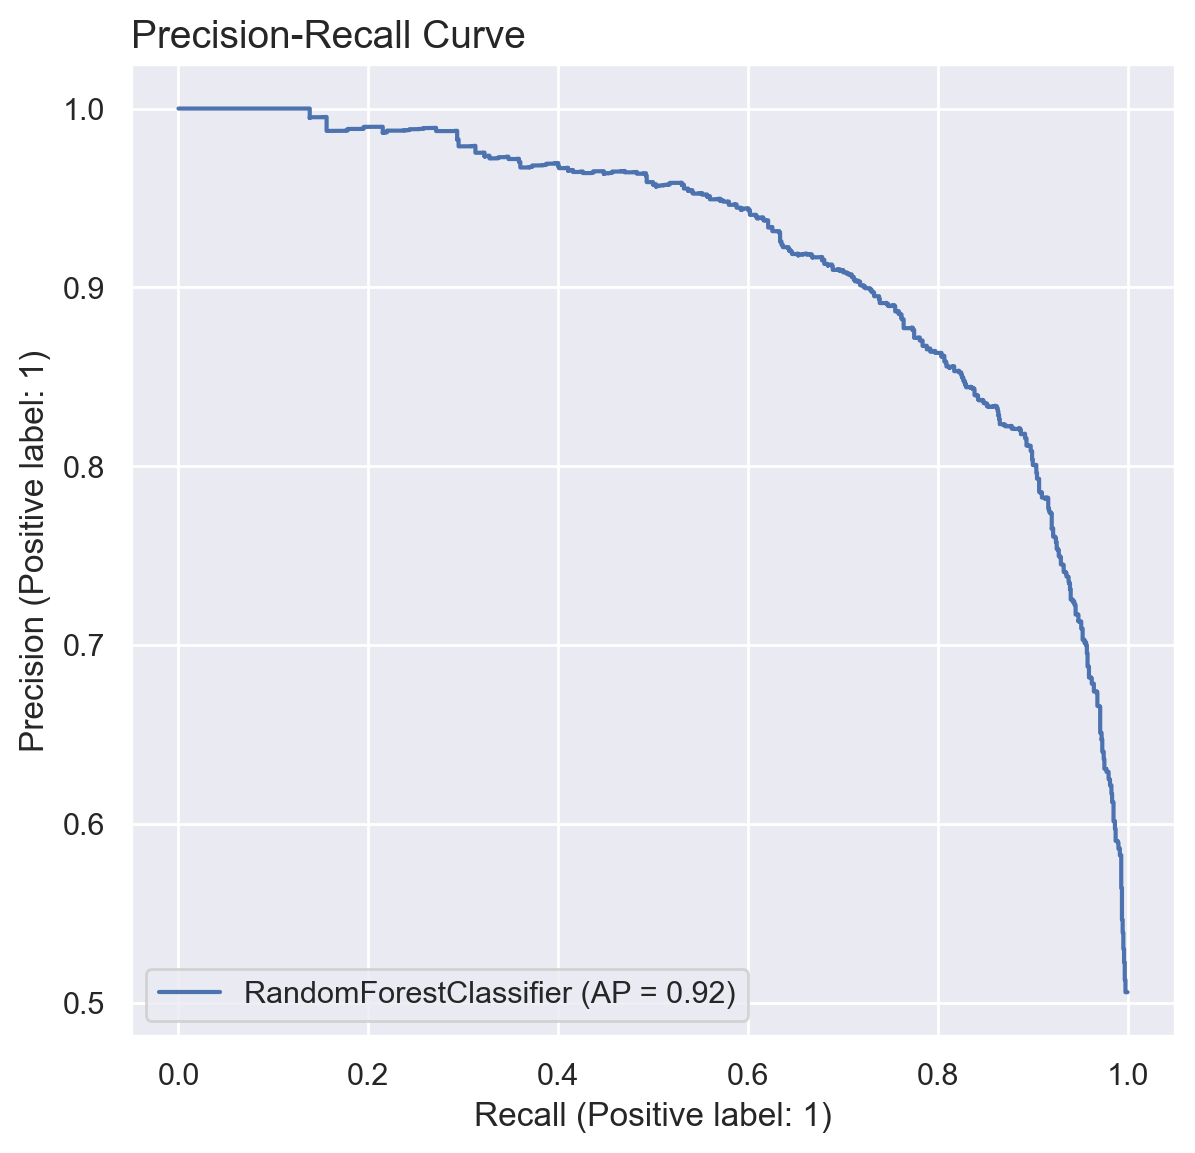 Precision-Recall Curve
1.0
0.9
0.8
0.7
0.6
0.5
Precision (Positive label: 1)
RandomForestClassifier (AP = 0.92)
0.0 0.2 0.4 0.6 0.8 1.0
Recall (Positive label: 1)